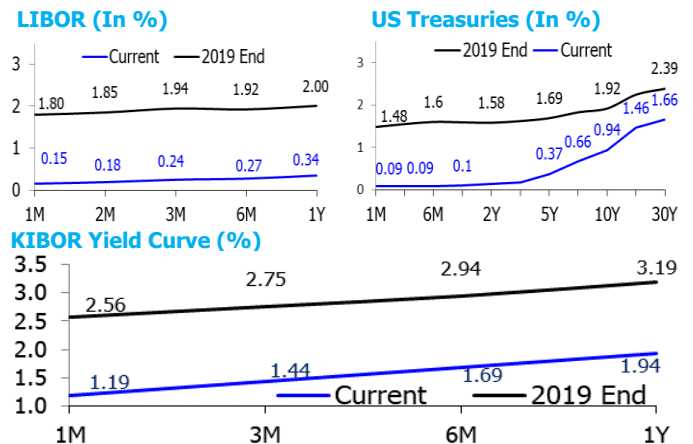 LIBOR (In %)
Current 2019 End
3
2
1
0
1.80 1.85 1.94 1.92 2.00
0.15 0.18 0.24 0.27 0.34
1M 2M 3M 6M 1Y
US Treasuries (In %)
2019 End Current
3
2
1
0
1.48 1.6 1.58 1.69 1.92 2.39
0.09 0.09 0.1 0.37 0.66 0.94 1.46 1.66
1M 6M 2Y 5Y 10Y 30Y
KIBOR Yield Curve (%)
3.5
3.0
2.5
2.0
1.5
1.0
2.56 2.75 2.94 3.19
1.19 1.44 1.69 1.94
Current 2019 End
1M 3M 6M 1Y